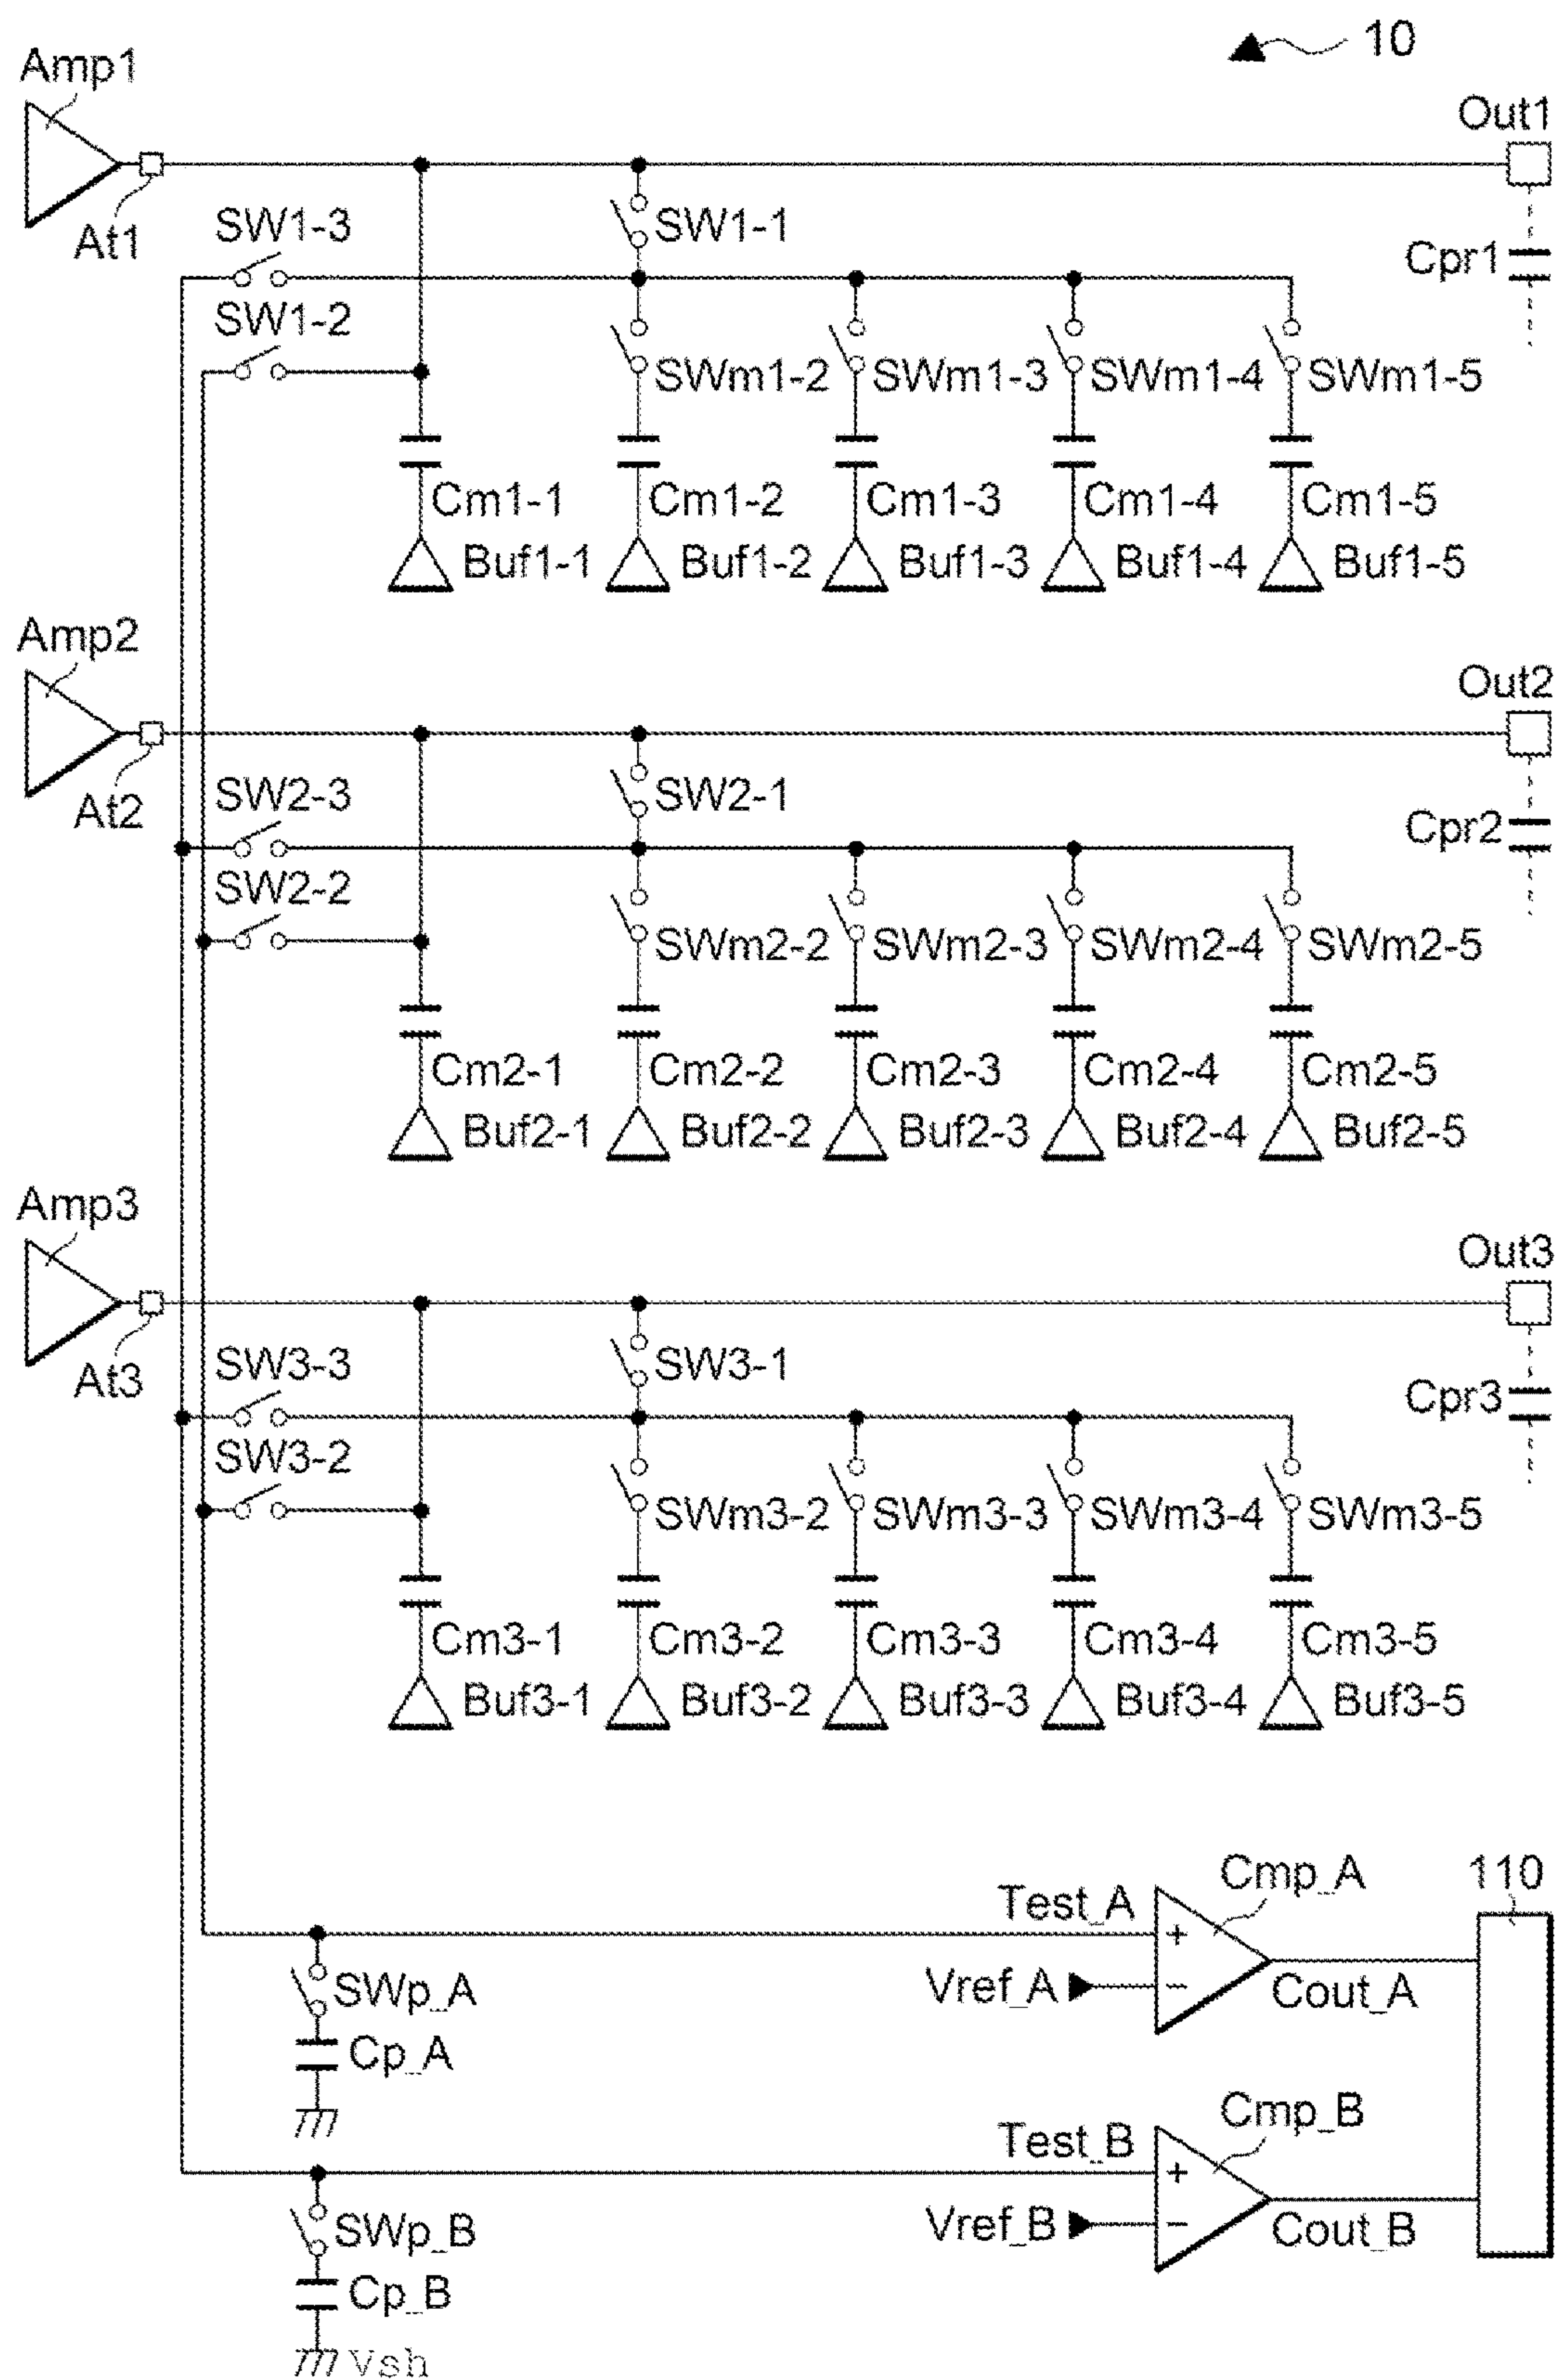 10
Amp1
Out1
At1
SW1-3
SW1-1
Cpr1
SW1-2
SWm1-2 SWm1-3 SWm1-4 SWm1-5
Cm1-1 Cm1-2 Cm1-3 Cm1-4 Cm1-5
Buf1-1 Buf1-2 Buf1-3 Buf1-4 Buf1-5
Amp2
Out2
At2
SW2-3
SW2-1
Cpr2
SW2-2
SWm2-2 SWm2-3 SWm2-4 SWm2-5
Cm2-1 Cm2-2 Cm2-3 Cm2-4 Cm2-5
Buf2-1 Buf2-2 Buf2-3 Buf2-4 Buf2-5
Amp3
Out3
At3
SW3-3
SW3-1
Cpr3
SW3-2
SWm3-2 SWm3-3 SWm3-4 SWm3-5
Cm3-1 Cm3-2 Cm3-3 Cm3-4 Cm3-5
Buf3-1 Buf3-2 Buf3-3 Buf3-4 Buf3-5
Cmp_A
110
Test_A
+
SWp_A
Vref_A
−
Cout_A
Cp_A
Cmp_B
Test_B
+
SWp_B
Vref_B
−
Cout_B
Cp_B
Vsh